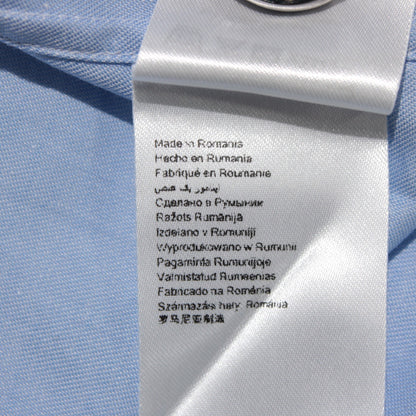 Made in Romania
Hecho en Rumania
Fabriqué en Roumanie
Сделано в Румынии
Ražots Rumānijā
Izdelano v Romuniji
Wyprodukowano w Rumunii
Pagaminta Rumunijoje
Valmistatud Rumeenias
Fabricado na Roménia
Származási hely: Románia
罗马尼亚制造